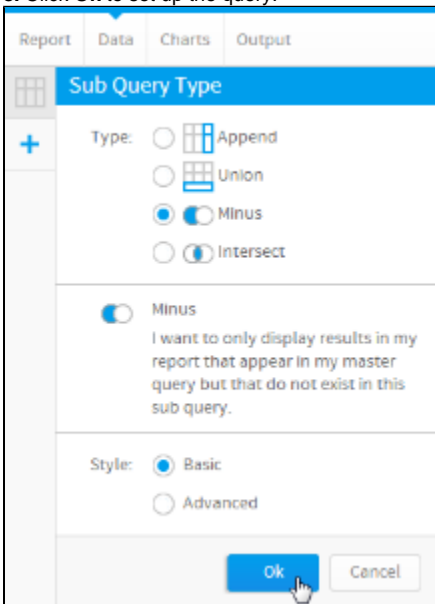 Report Data Charts Output
Sub Query Type
Type: Append
Union
Minus
Intersect
Minus
I want to only display results in my
report that appear in my master
query but that do not exist in this
sub query.
Style: Basic
Advanced
Ok Cancel